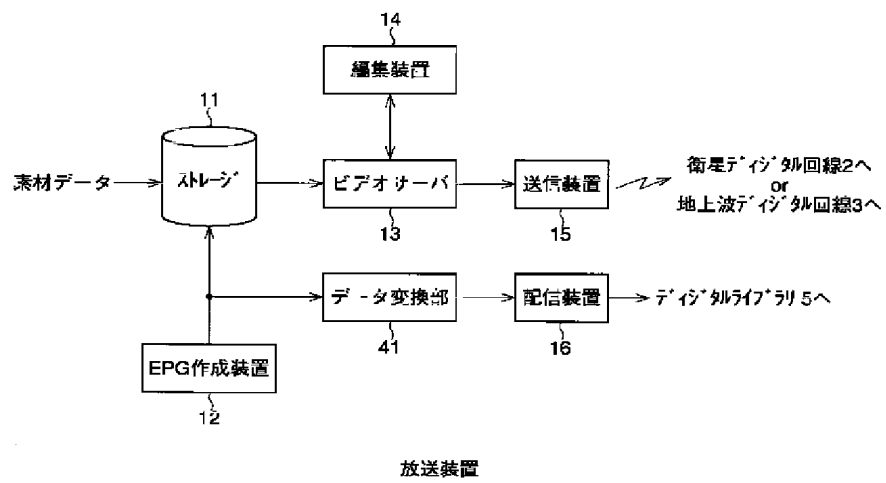 14
編集装置
11
素材データ
ストレージ
ビデオサーバ
送信装置
衛星ディジタル回線2へ
or
地上波ディジタル回線3へ
13
15
データ変換部
配信装置
ディジタルライブラリ5へ
41
16
EPG作成装置
12
放送装置